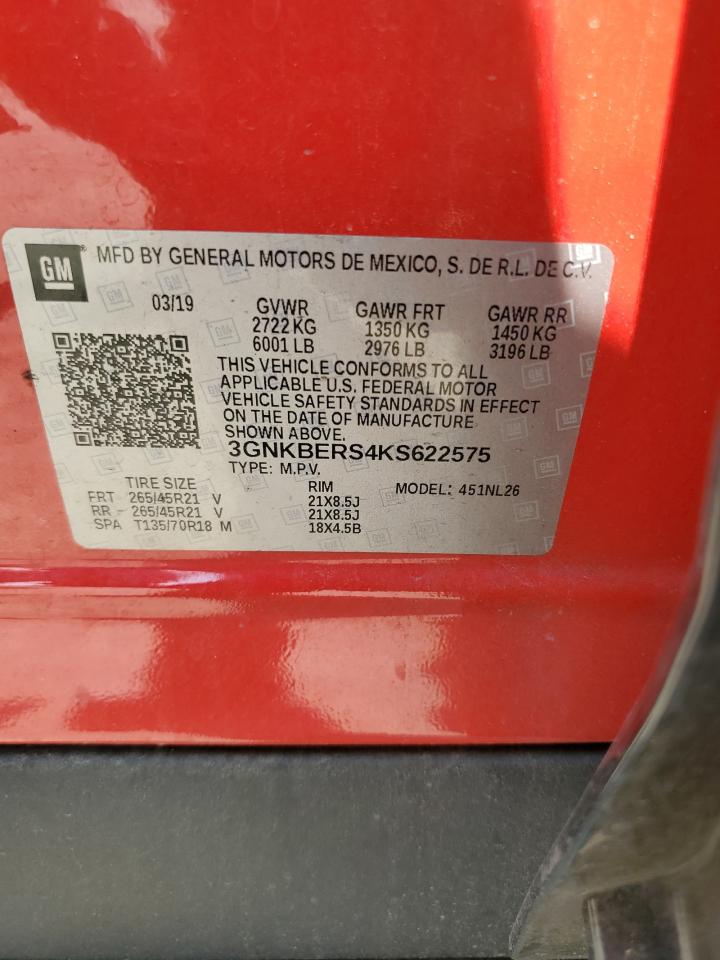 GM MFD BY GENERAL MOTORS DE MEXICO, S. DE R.L. DE C.V.
03/19 GVWR GAWR FRT GAWR RR
2722 KG 1350 KG 1450 KG
6001 LB 2976 LB 3196 LB
THIS VEHICLE CONFORMS TO ALL
APPLICABLE U.S. FEDERAL MOTOR
VEHICLE SAFETY STANDARDS IN EFFECT
ON THE DATE OF MANUFACTURE
SHOWN ABOVE.
3GNKBERS4KS622575
TYPE: M.P.V.
TIRE SIZE RIM MODEL: 451NL26
FRT 265/45R21 V 21X8.5J
RR - 265/45R21 V 21X8.5J
SPA T135/70R18 M 18X4.5B